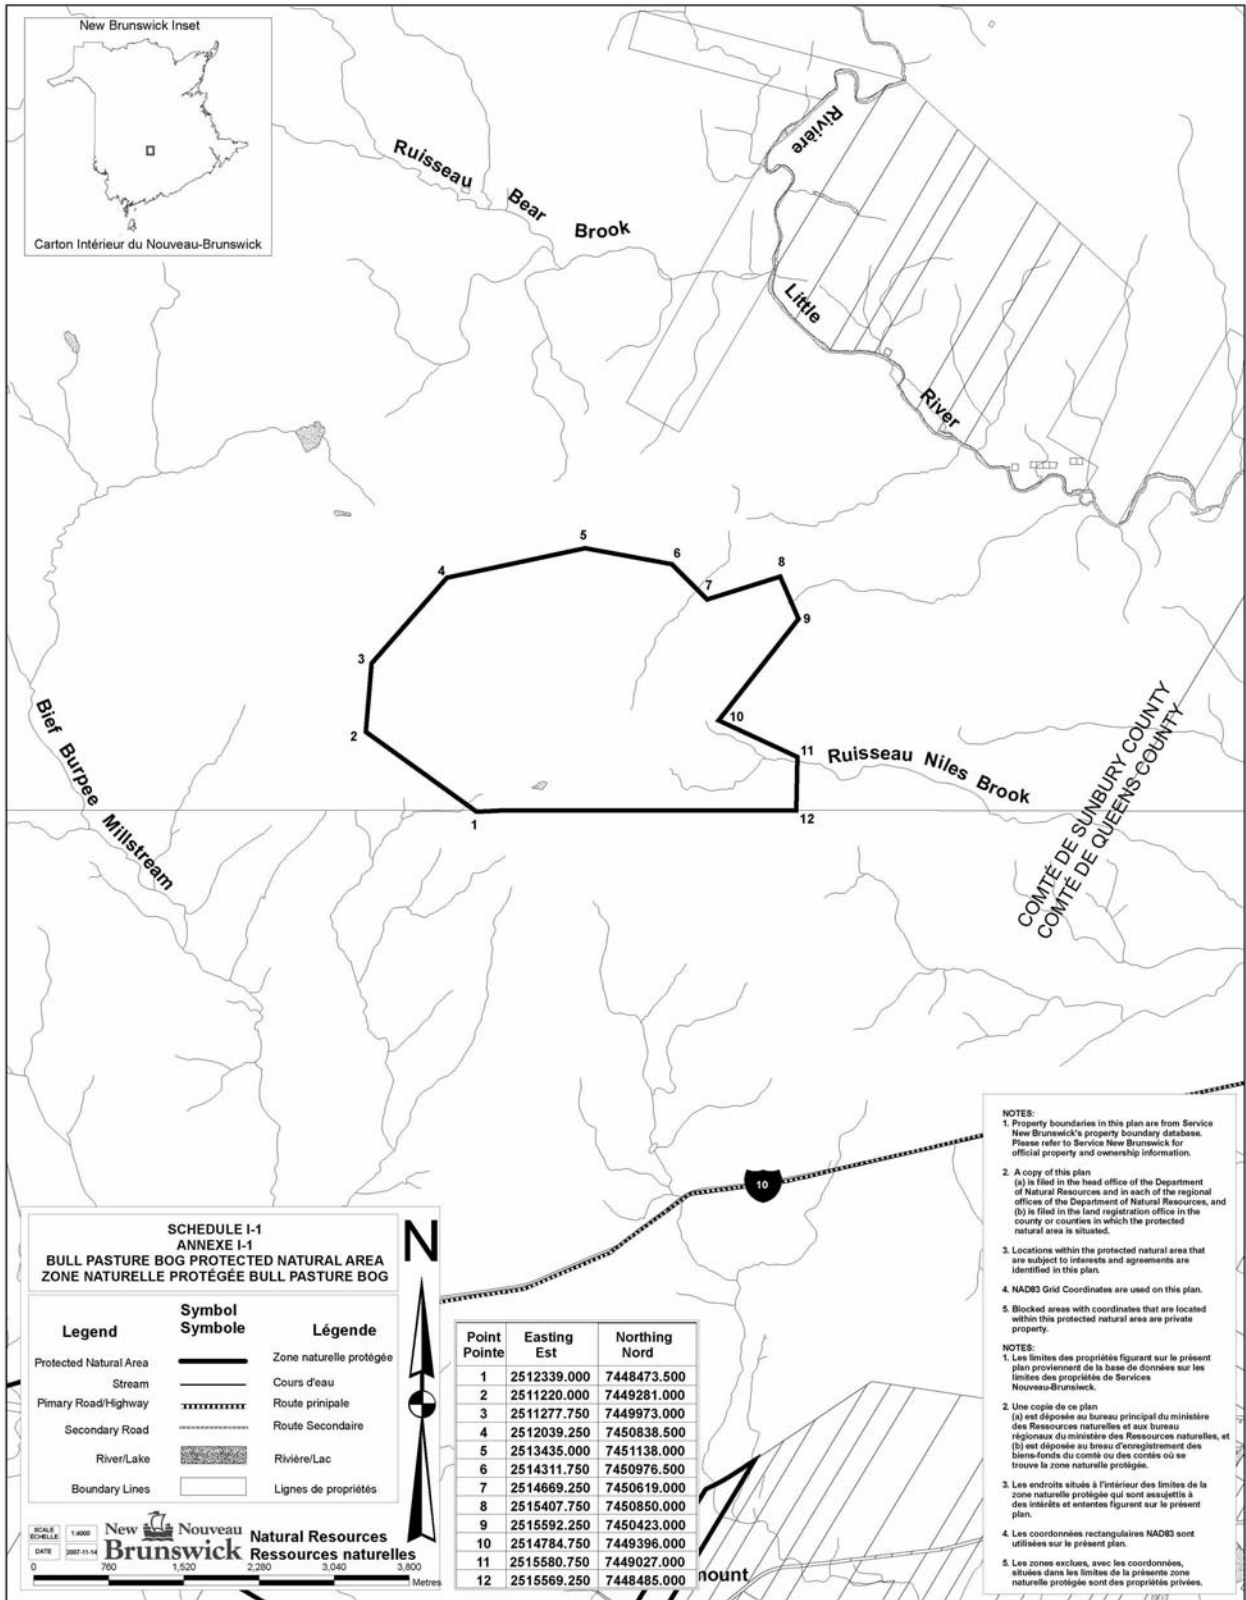 New Brunswick Inset
Carton Intérieur du Nouveau-Brunswick
Ruisseau Bear Brook
Rivière
Little
River
5
6
4
8
7
9
3
2
10
11
1
12
Bief Burpee Millstream
Ruisseau Niles Brook
COMTÉ DE SUNBURY COUNTY
COMTÉ DE QUEENS COUNTY
10
SCHEDULE I-1
ANNEXE I-1
BULL PASTURE BOG PROTECTED NATURAL AREA
ZONE NATURELLE PROTÉGÉE BULL PASTURE BOG
N
Legend Symbol Symbole Légende
Protected Natural Area Zone naturelle protégée
Stream Cours d'eau
Pimary Road/Highway Route prinipale
Secondary Road Route Secondaire
River/Lake Rivière/Lac
Boundary Lines Lignes de propriétés
SCALE ÉCHELLE 1:4000
DATE 2007-11-14
New Nouveau
Brunswick
Natural Resources
Ressources naturelles
0 760 1,520 2,280 3,040 3,800
Metres
Point Easting Northing
Pointe Est Nord
1 2512339.000 7448473.500
2 2511220.000 7449281.000
3 2511277.750 7449973.000
4 2512039.250 7450838.500
5 2513435.000 7451138.000
6 2514311.750 7450976.500
7 2514669.250 7450619.000
8 2515407.750 7450850.000
9 2515592.250 7450423.000
10 2514784.750 7449396.000
11 2515580.750 7449027.000
12 2515569.250 7448485.000
mount
NOTES:
1. Property boundaries in this plan are from Service
New Brunswick's property boundary database.
Please refer to Service New Brunswick for
official property and ownership information.
2. A copy of this plan
(a) is filed in the head office of the Department
of Natural Resources and in each of the regional
offices of the Department of Natural Resources, and
(b) is filed in the land registration office in the
county or counties in which the protected
natural area is situated.
3. Locations within the protected natural area that
are subject to interests and agreements are
identified in this plan.
4. NAD83 Grid Coordinates are used on this plan.
5. Blocked areas with coordinates that are located
within this protected natural area are private
property.
NOTES:
1. Les limites des propriétés figurant sur le présent
plan proviennent de la base de données sur les
limites des propriétés de Services
Nouveau-Brunsiwck.
2. Une copie de ce plan
(a) est déposée au bureau principal du ministère
des Ressources naturelles et aux bureau
régionaux du ministère des Ressources naturelles, et
(b) est déposée au breau d'enregistrement des
biens-fonds du comté ou des contés où se
trouve la zone naturelle protégée.
3. Les endroits situés à l'intérieur des limites de la
zone naturelle protégée qui sont assujettis à
des intérêts et ententes figurent sur le présent
plan.
4. Les coordonnées rectangulaires NAD83 sont
utilisées sur le présent plan.
5. Les zones exclues, avec les coordonnées,
situées dans les limites de la présente zone
naturelle protégée sont des propriétés privées.